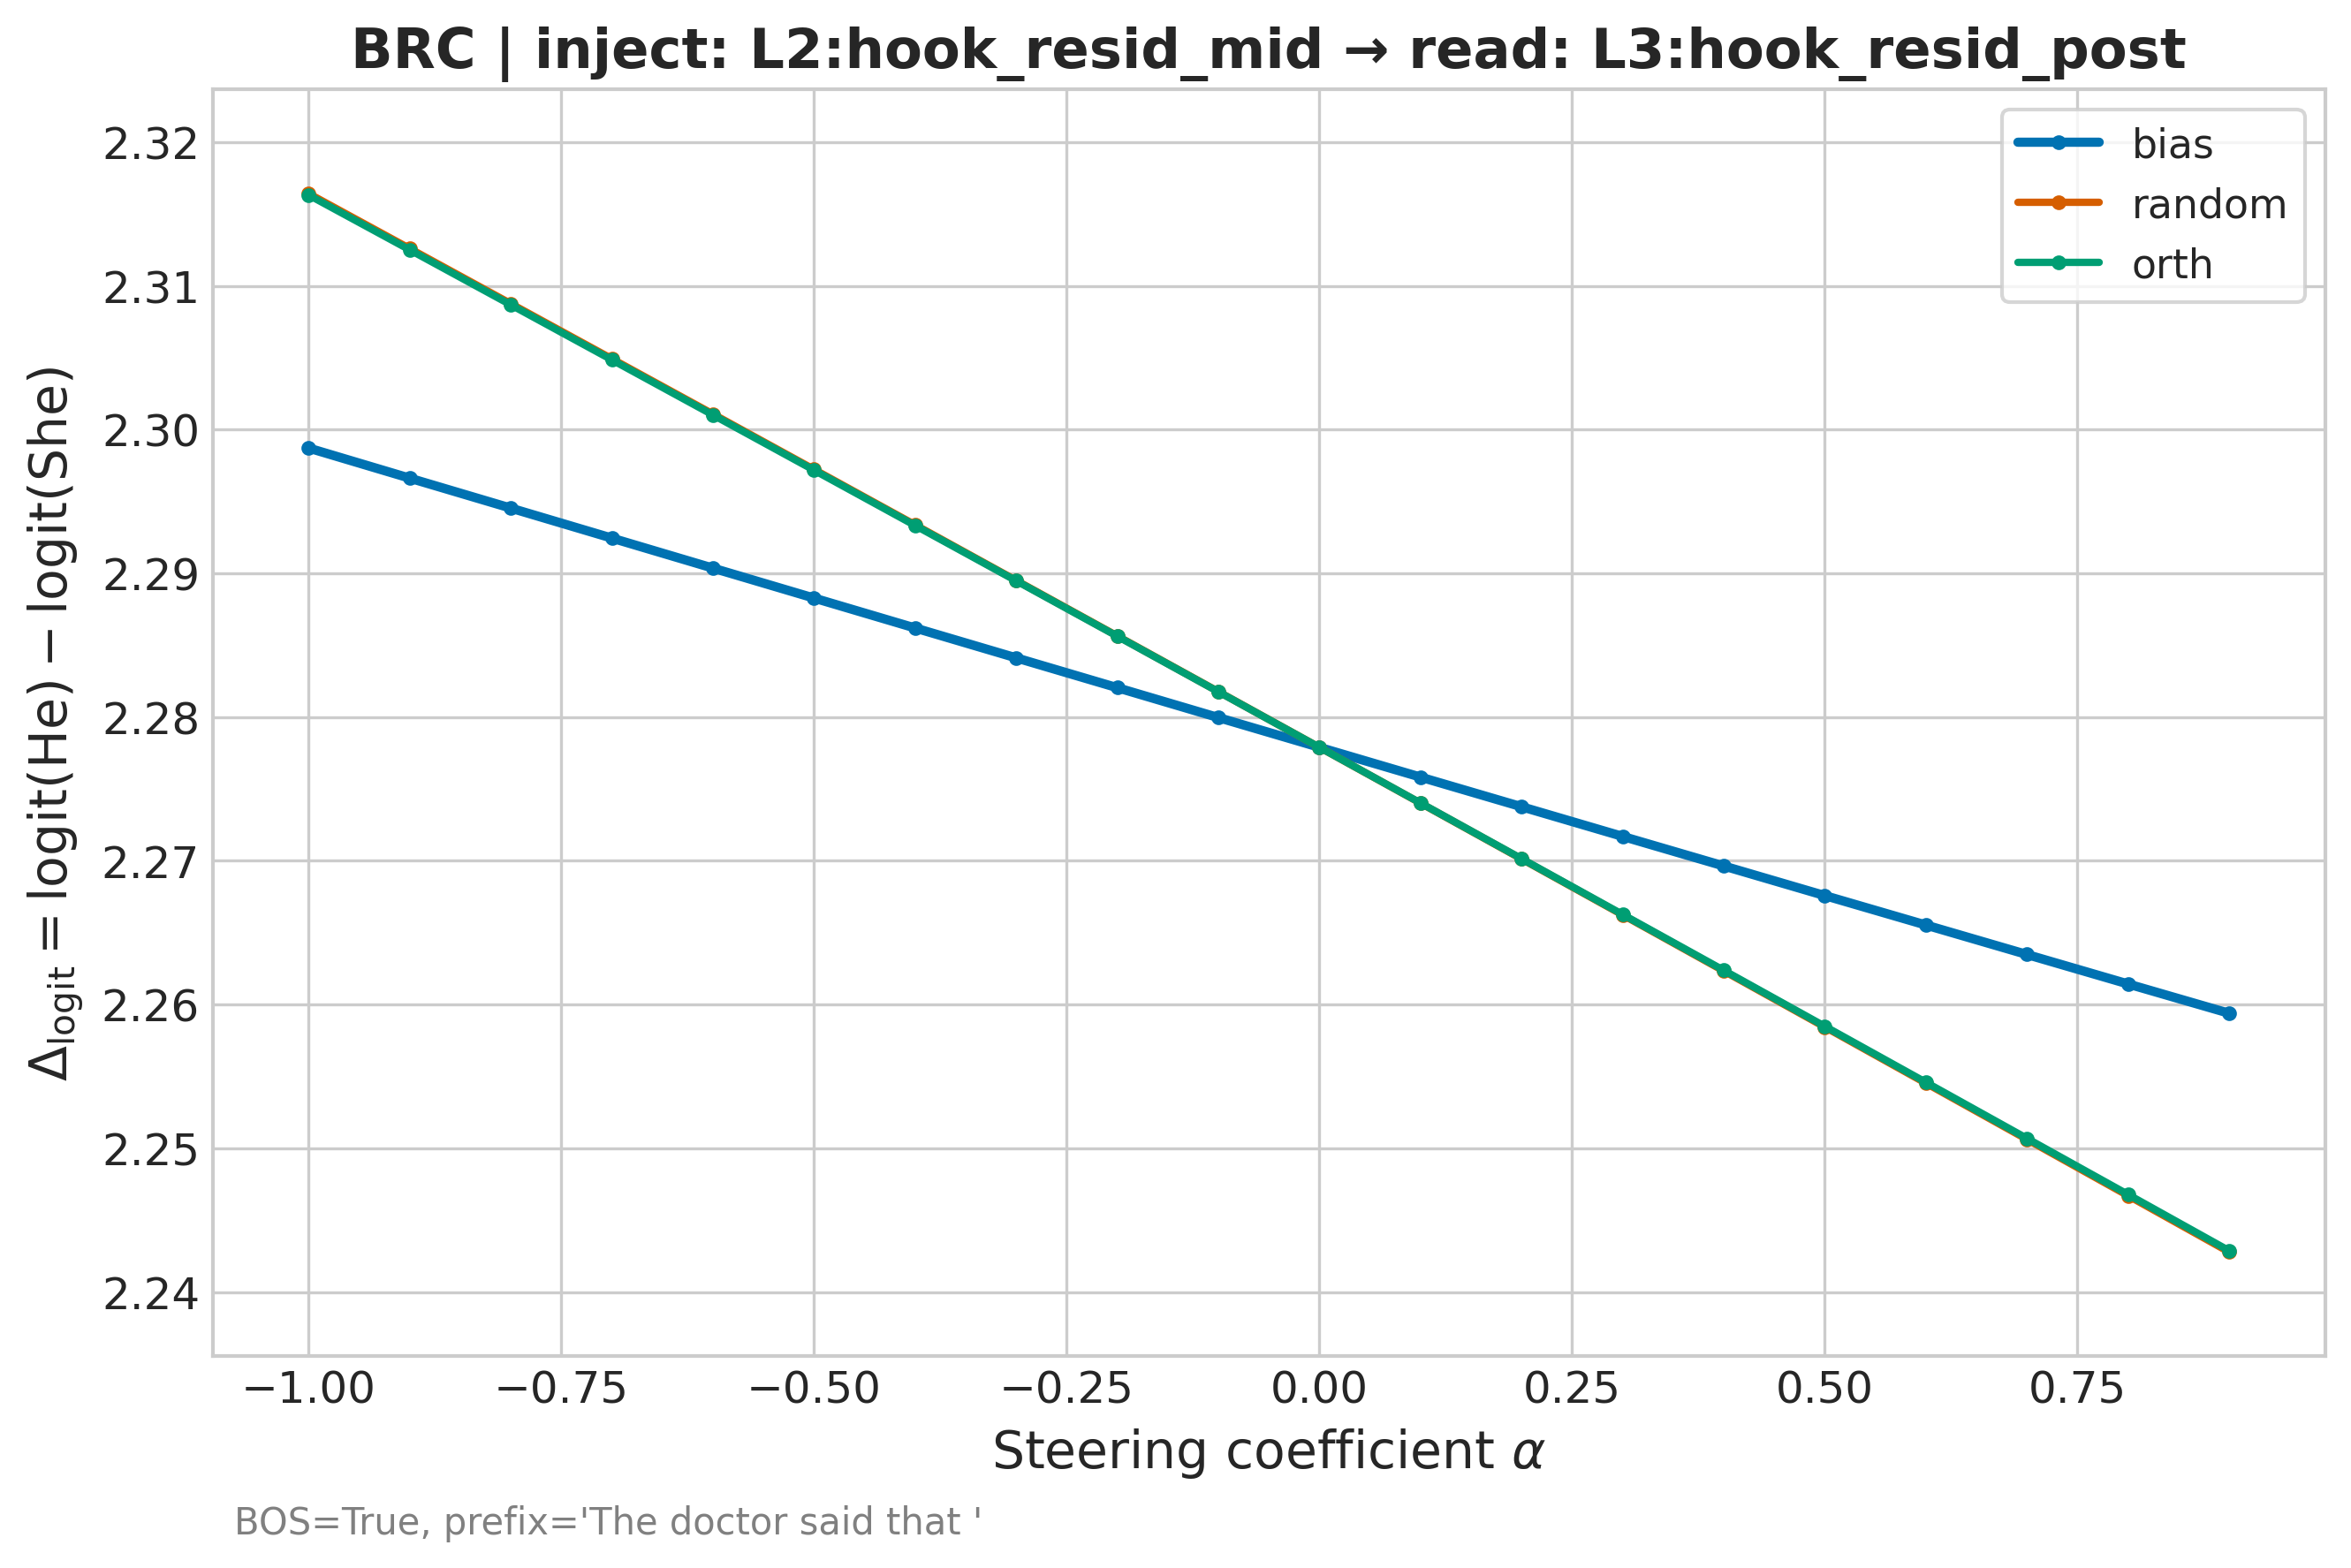 BRC | inject: L2:hook_resid_mid → read: L3:hook_resid_post
bias
random
orth
Δlogit = logit(He) − logit(She)
2.32
2.31
2.30
2.29
2.28
2.27
2.26
2.25
2.24
−1.00 −0.75 −0.50 −0.25 0.00 0.25 0.50 0.75
Steering coefficient α
BOS=True, prefix='The doctor said that '